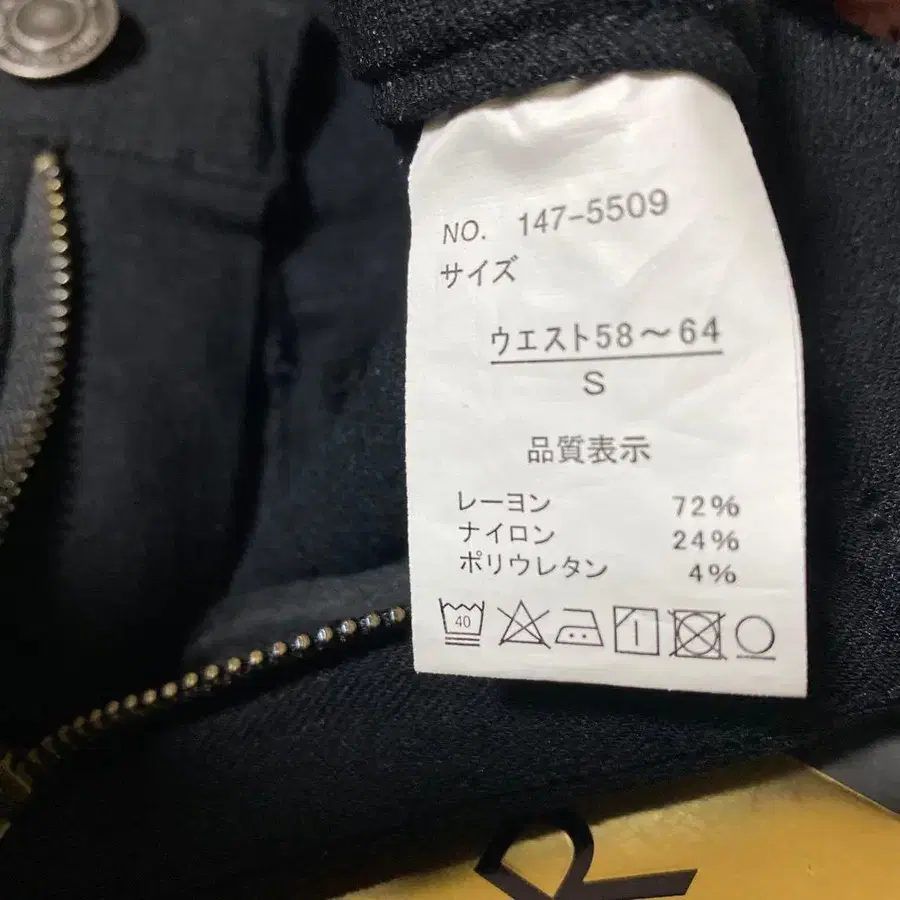 NO. 147-5509
サイズ
ウエスト58〜64
S
品質表示
レーヨン 72%
ナイロン 24%
ポリウレタン 4%
40